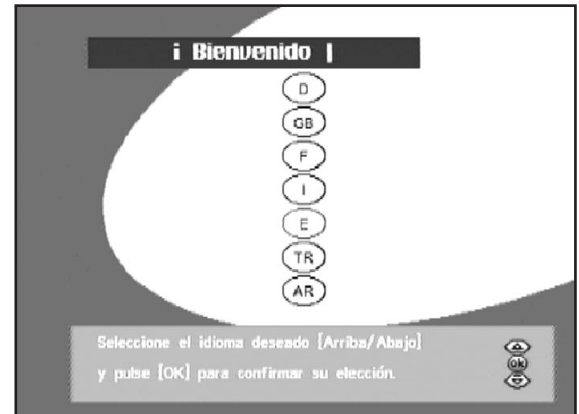 ¡ Bienvenido |
D
GB
F
I
E
TR
AR
Seleccione el idioma deseado [Arriba/Abajo]
y pulse [OK] para confirmar su elección.
ok